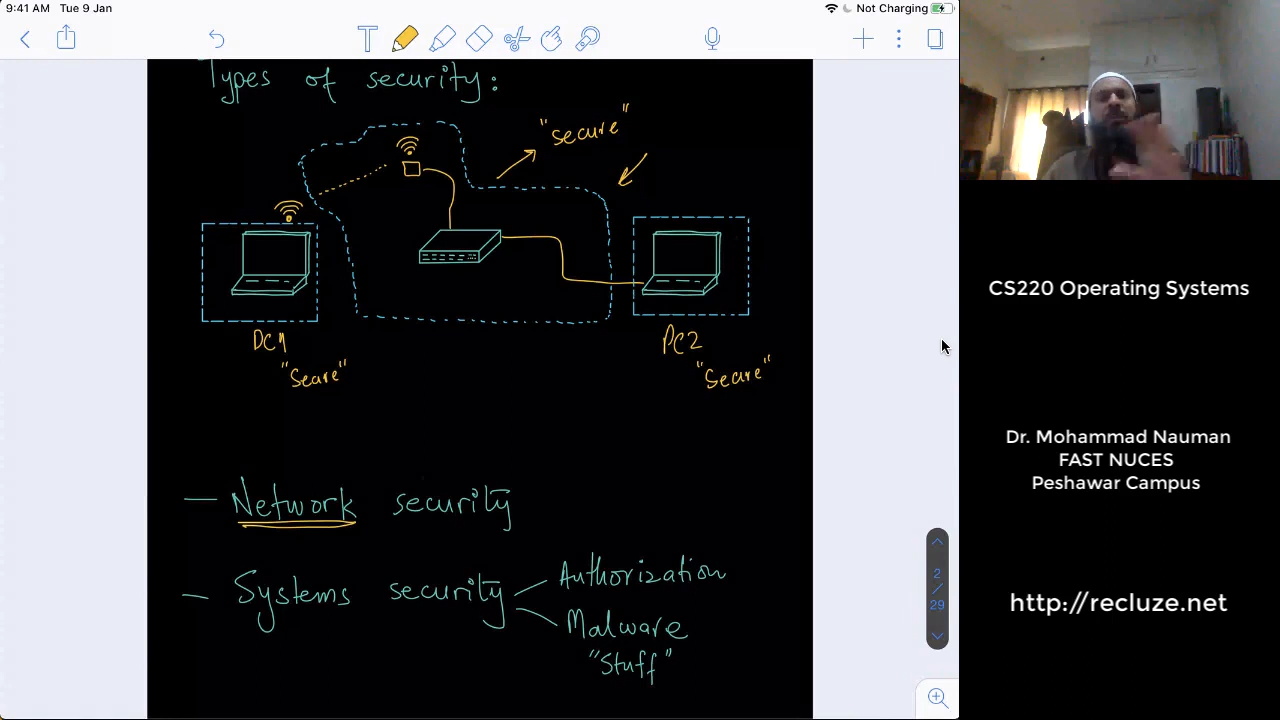 9:41 AM Tue 9 Jan
Not Charging
Types of security:
"secure"
PC1
"Secure"
PC2
"Secure"
— Network security
— Systems security
Authorization
Malware
"Stuff"
2
/
29
CS220 Operating Systems
Dr. Mohammad Nauman
FAST NUCES
Peshawar Campus
http://recluze.net